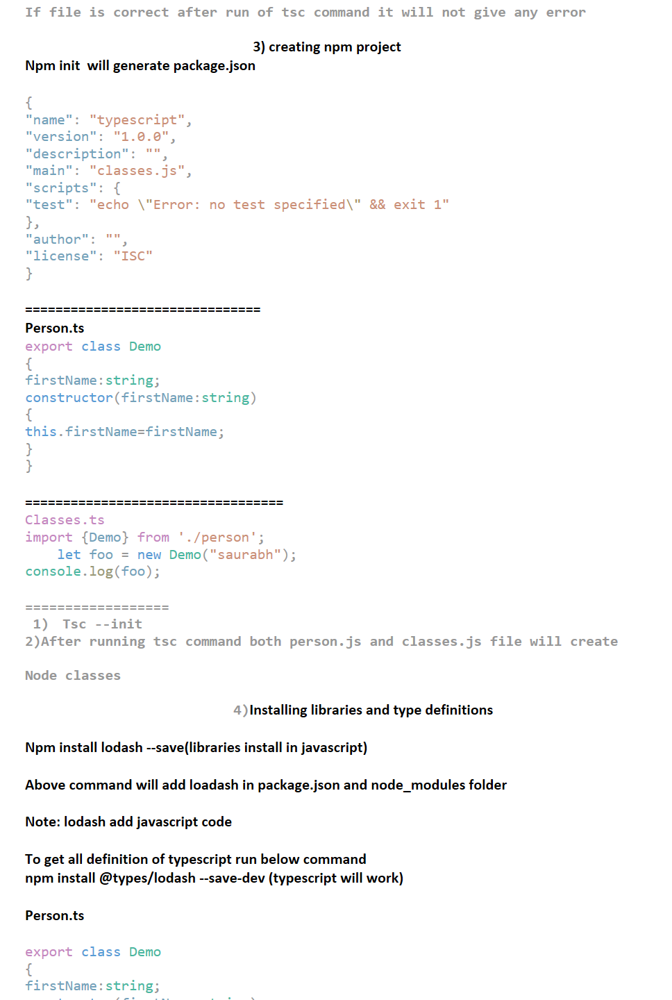 If file is correct after run of tsc command it will not give any error
3) creating npm project
Npm init  will generate package.json
{
"name": "typescript",
"version": "1.0.0",
"description": "",
"main": "classes.js",
"scripts": {
"test": "echo \"Error: no test specified\" && exit 1"
},
"author": "",
"license": "ISC"
}
===============================
Person.ts
export class Demo
{
firstName:string;
constructor(firstName:string)
{
this.firstName=firstName;
}
}
==================================
Classes.ts
import {Demo} from './person';
let foo = new Demo("saurabh");
console.log(foo);
==================
1)  Tsc --init
2)After running tsc command both person.js and classes.js file will create
Node classes
4)Installing libraries and type definitions
Npm install lodash --save(libraries install in javascript)
Above command will add loadash in package.json and node_modules folder
Note: lodash add javascript code
To get all definition of typescript run below command
npm install @types/lodash --save-dev (typescript will work)
Person.ts
export class Demo
{
firstName:string;